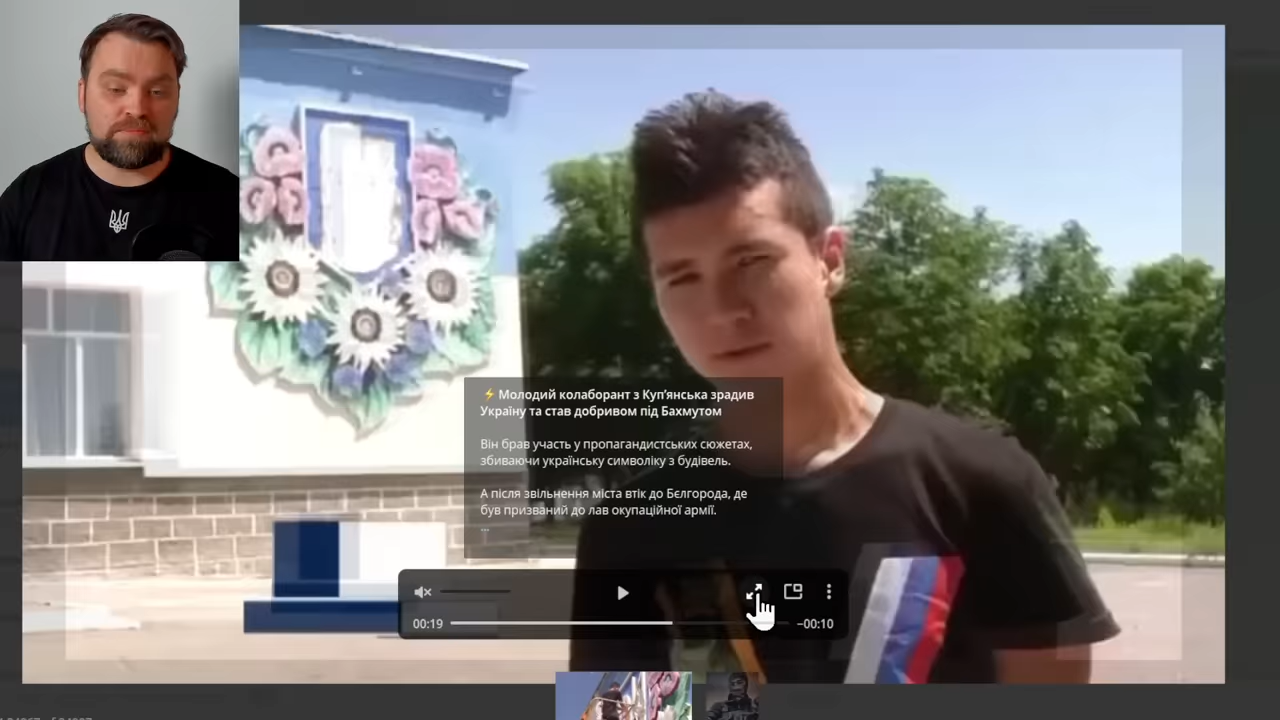 ⚡Молодий колаборант з Куп'янська зрадив
Україну та став добривом під Бахмутом
Він брав участь у пропагандистських сюжетах,
збиваючи українську символіку з будівель.
А після звільнення міста втік до Бєлгорода, де
був призваний до лав окупаційної армії.
...
00:19
−00:10